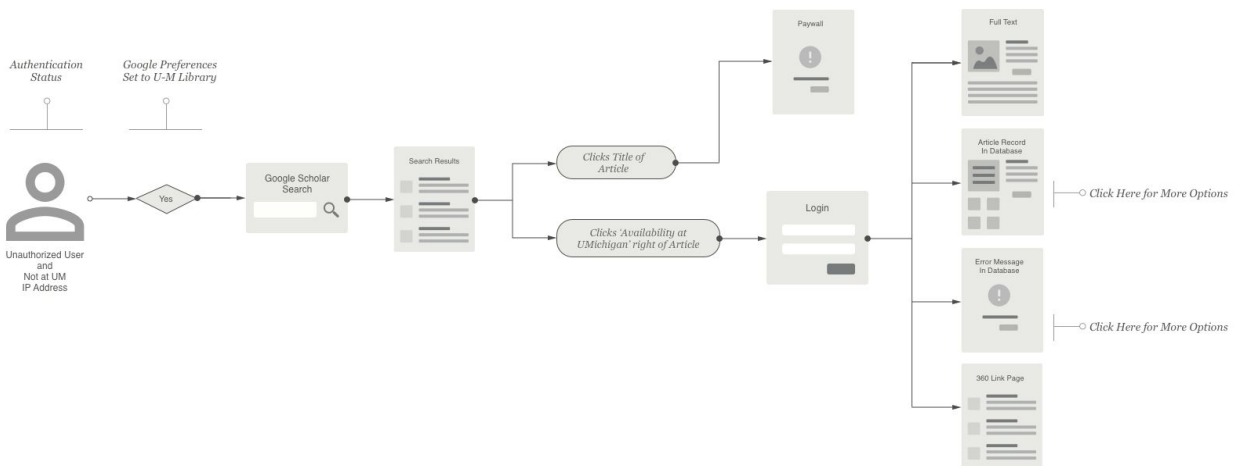 Authentication
Status
Google Preferences
Set to U-M Library
Unauthorized User
and
Not at UM
IP Address
Yes
Google Scholar
Search
Search Results
Clicks Title of
Article
Clicks 'Availability at
UMichigan' right of Article
Paywall
Login
Full Text
Article Record
In Database
Click Here for More Options
Error Message
In Database
Click Here for More Options
360 Link Page